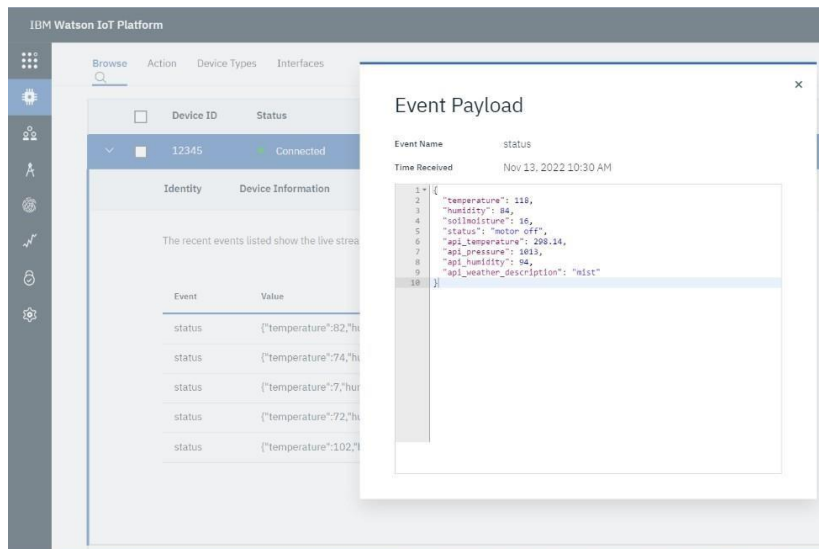 IBM Watson IoT Platform
Browse Action Device Types Interfaces
Device ID Status
12345 Connected
Identity Device Information
The recent events listed show the live strea
Event Value
status {"temperature":82,"hu
status {"temperature":74,"hu
status {"temperature":7,"hur
status {"temperature":72,"hu
status {"temperature":102,"h
Event Payload
Event Name status
Time Received Nov 13, 2022 10:30 AM
1 {
2 "temperature": 118,
3 "humidity": 84,
4 "soilmoisture": 16,
5 "status": "motor off",
6 "api_temperature": 298.14,
7 "api_pressure": 1013,
8 "api_humidity": 94,
9 "api_weather_description": "mist"
10 }